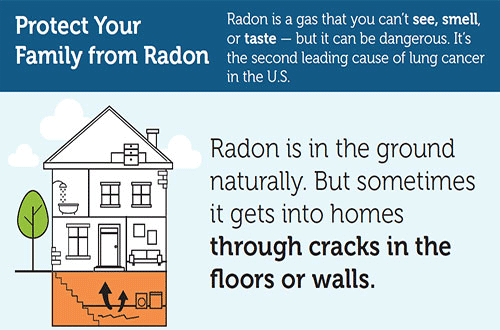 Protect Your
Family from Radon
Radon is a gas that you can't see, smell,
or taste — but it can be dangerous. It's
the second leading cause of lung cancer
in the U.S.
Radon is in the ground
naturally. But sometimes
it gets into homes
through cracks in the
floors or walls.